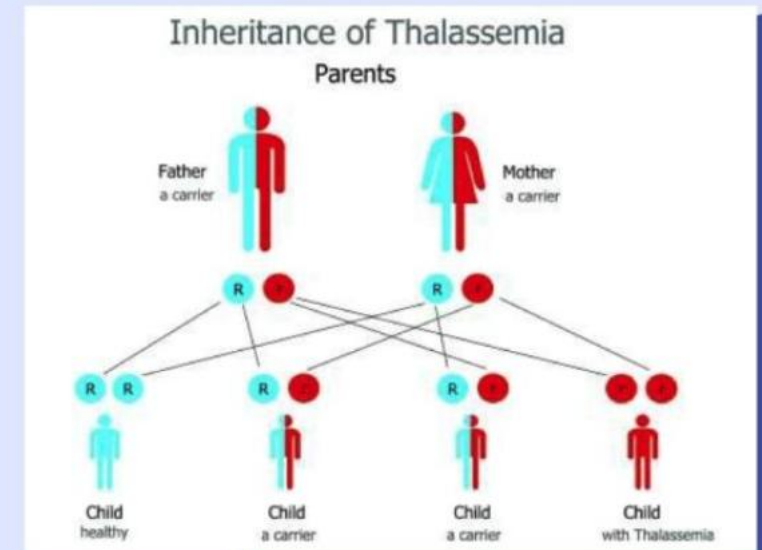 Inheritance of Thalassemia
Parents
Father
a carrier
Mother
a carrier
R
R
R R
R
R
Child
healthy
Child
a carrier
Child
a carrier
Child
with Thalassemia